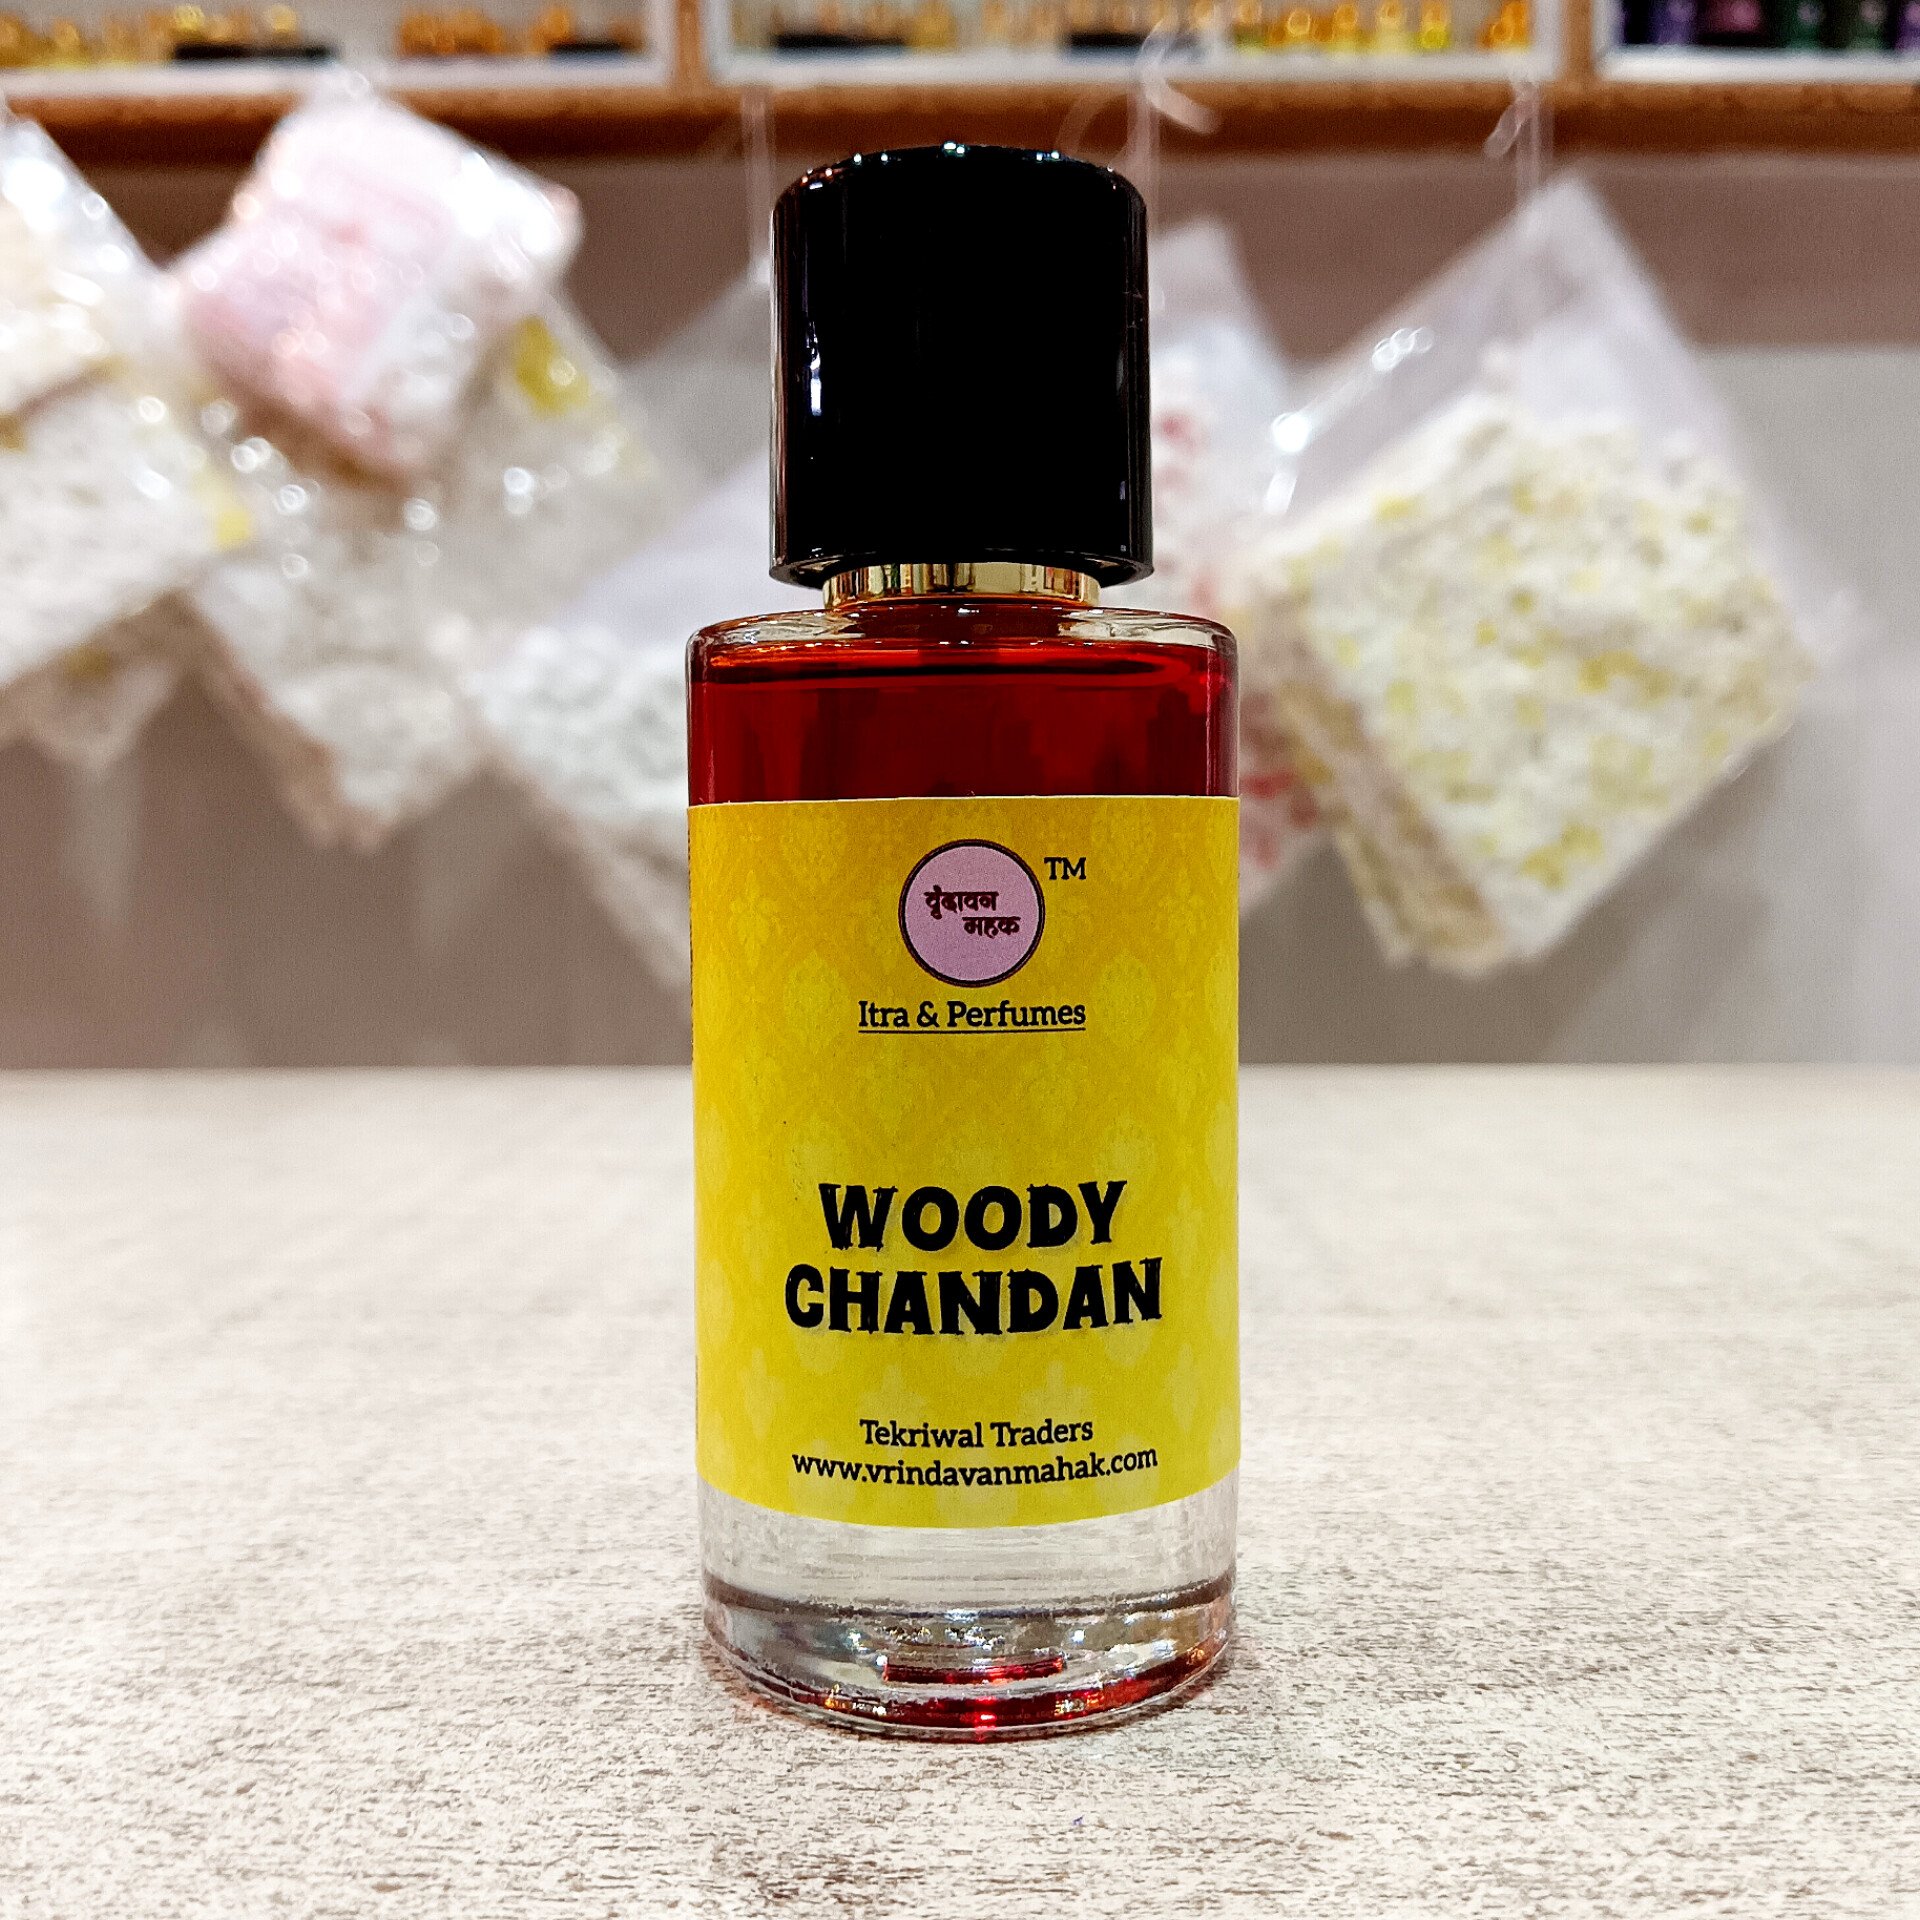 वृंदावन
महक
TM
Itra & Perfumes
WOODY
CHANDAN
Tekriwal Traders
www.vrindavanmahak.com